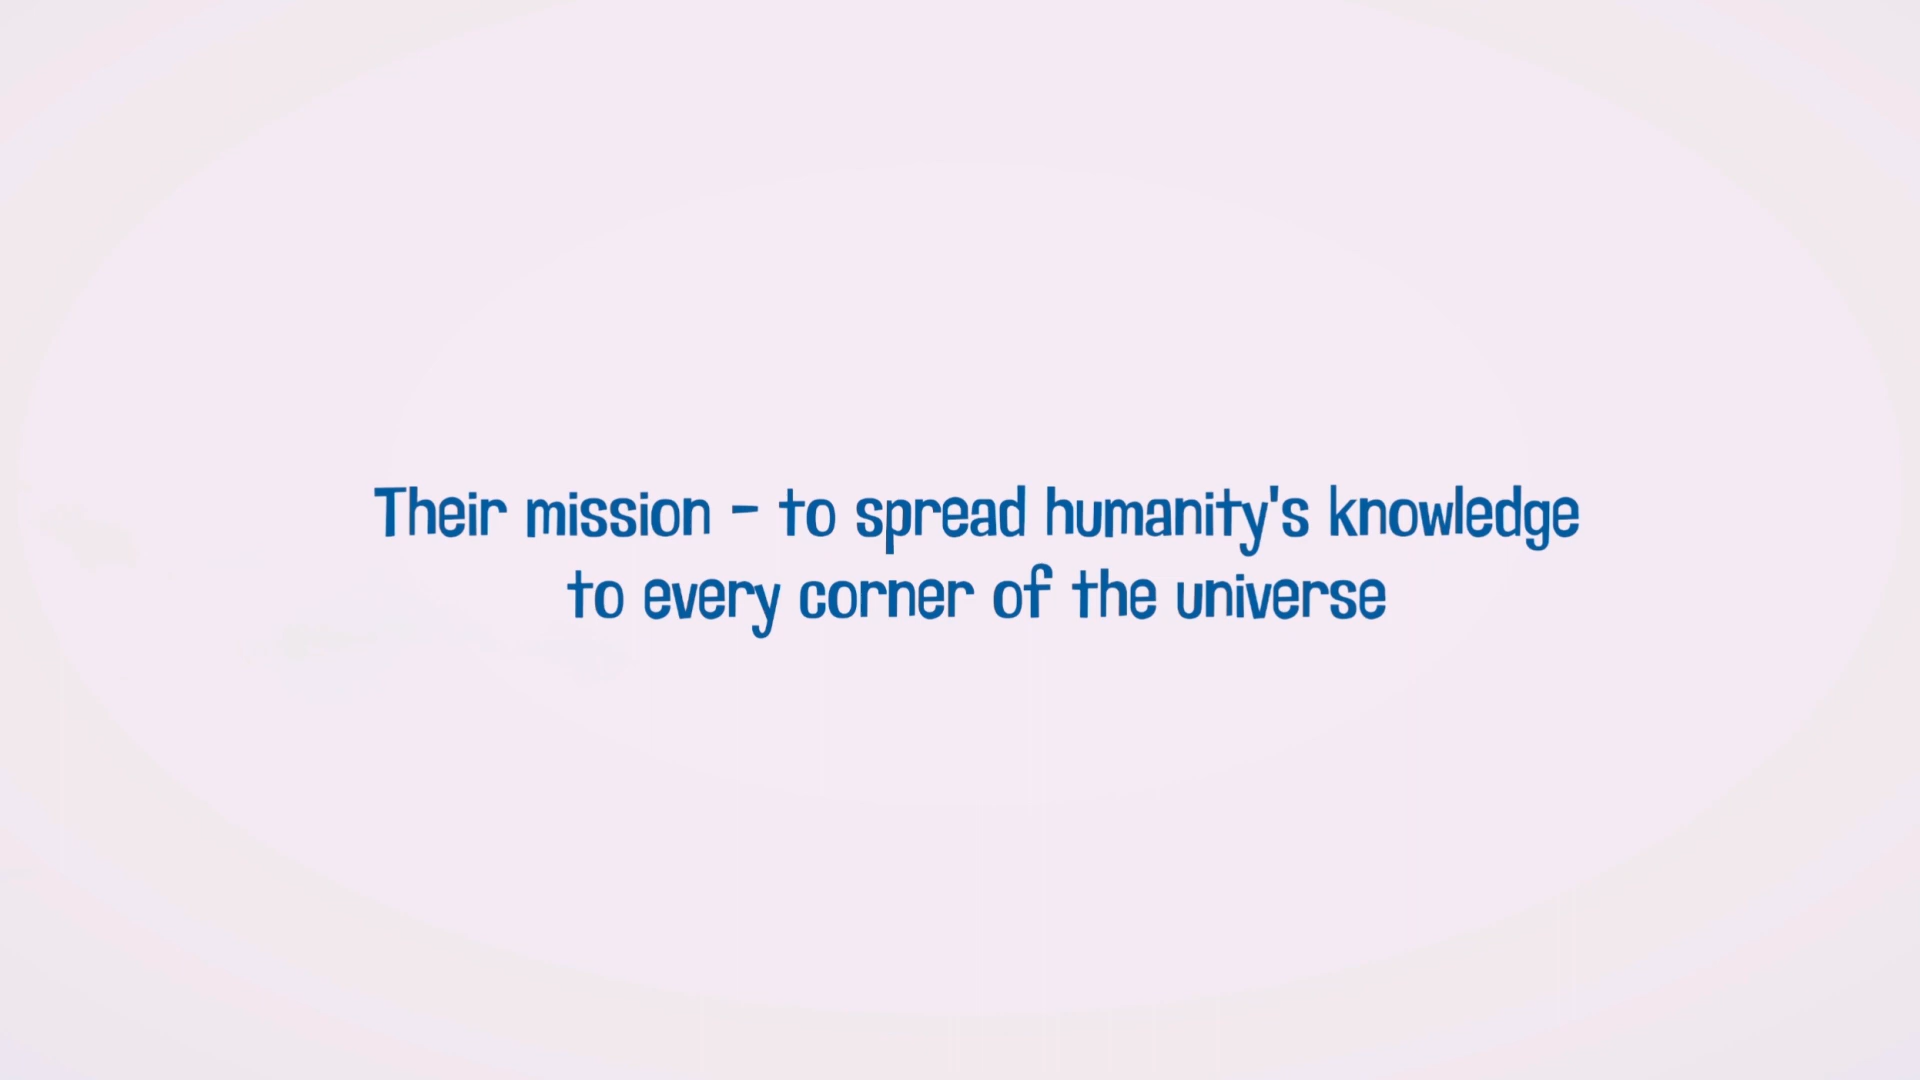 Their mission - to spread humanity's knowledge
to every corner of the universe